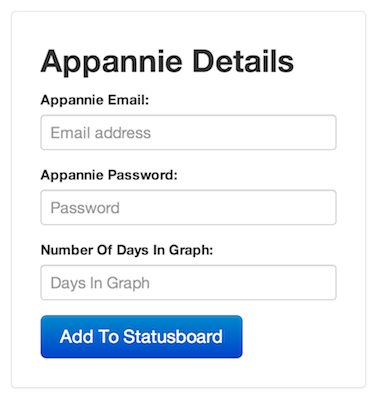 Appannie Details
Appannie Email:
Email address
Appannie Password:
Password
Number Of Days In Graph:
Days In Graph
Add To Statusboard